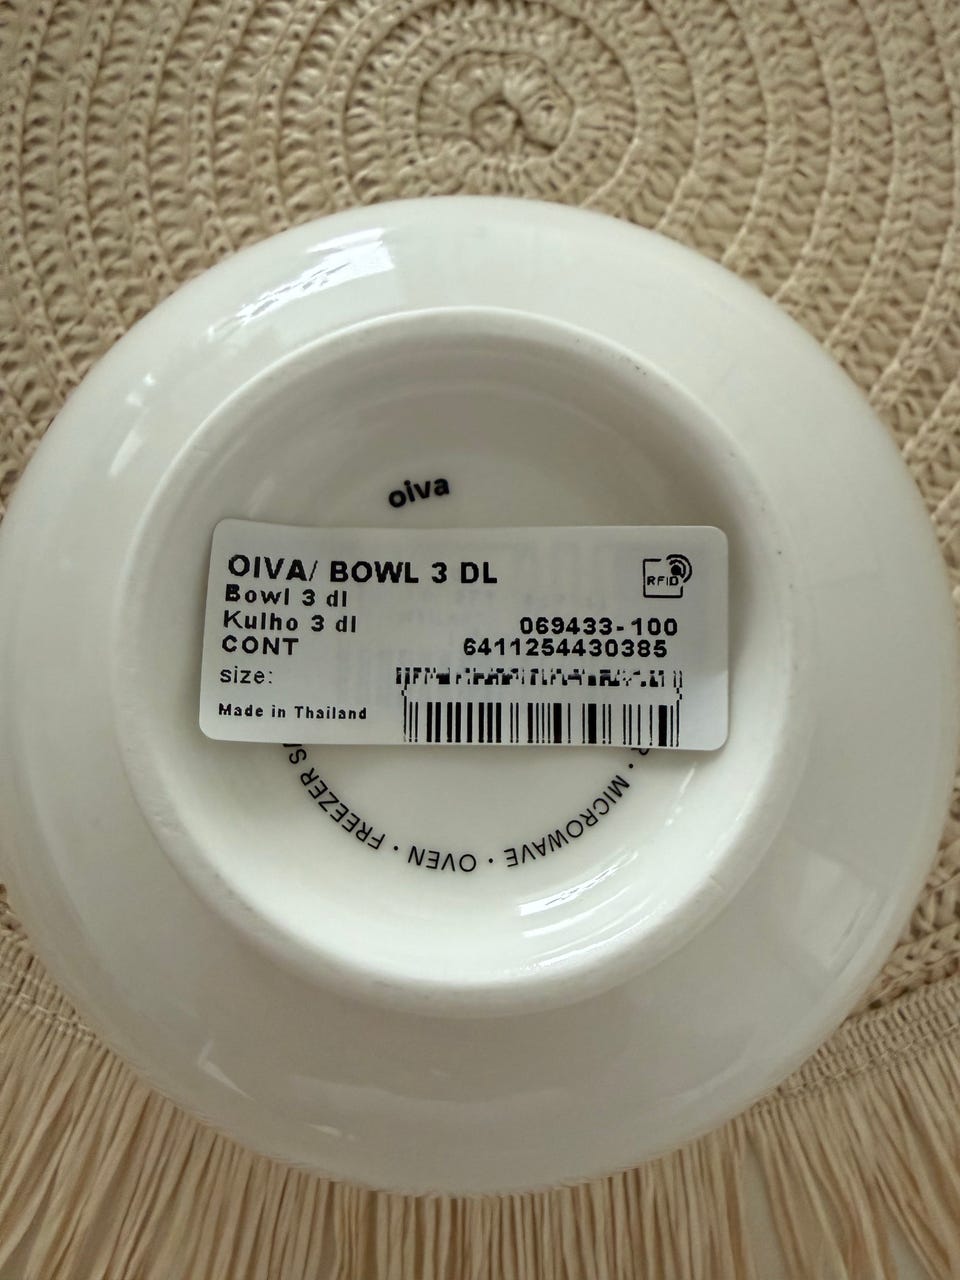 oiva
OIVA/ BOWL 3 DL
RFID
Bowl 3 dl
Kulho 3 dl
069433-100
CONT
6411254430385
size:
Made in Thailand
· MICROWAVE · OVEN · FREEZER